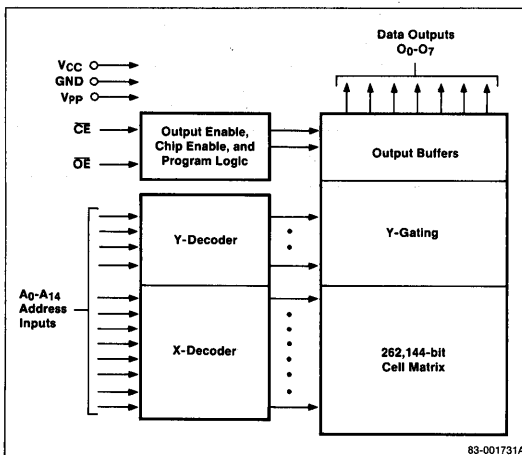 Data Outputs
O0-O7
VCC
GND
VPP
CE
OE
Output Enable,
Chip Enable, and
Program Logic
Output Buffers
Y-Decoder
Y-Gating
A0-A14
Address
Inputs
X-Decoder
262,144-bit
Cell Matrix
83-001731A